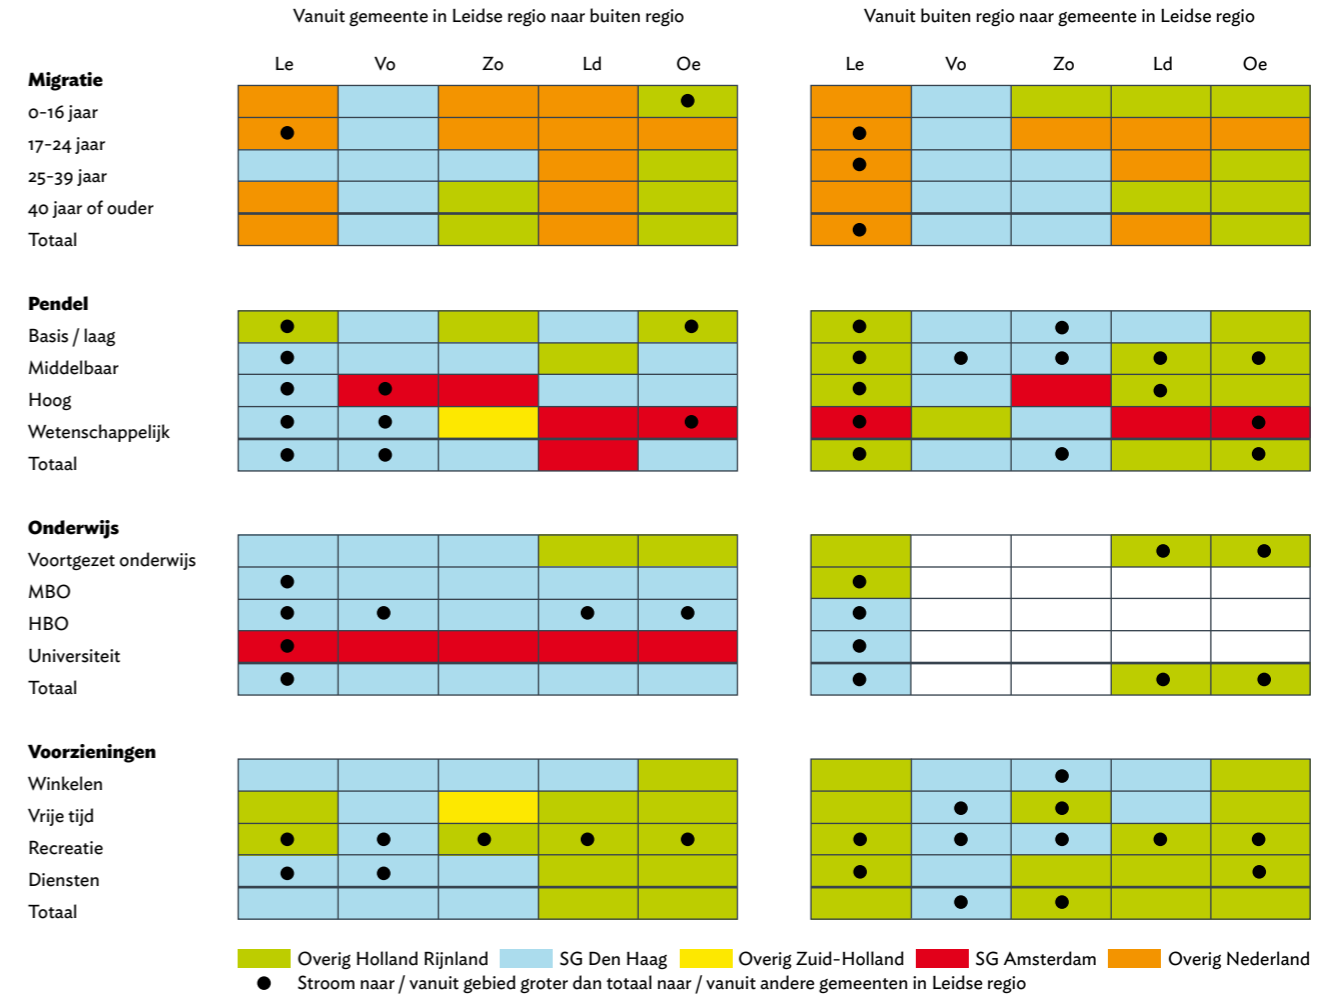 Vanuit gemeente in Leidse regio naar buiten regio
Vanuit buiten regio naar gemeente in Leidse regio
Le Vo Zo Ld Oe
Le Vo Zo Ld Oe
Migratie
0-16 jaar
17-24 jaar
25-39 jaar
40 jaar of ouder
Totaal
Pendel
Basis / laag
Middelbaar
Hoog
Wetenschappelijk
Totaal
Onderwijs
Voortgezet onderwijs
MBO
HBO
Universiteit
Totaal
Voorzieningen
Winkelen
Vrije tijd
Recreatie
Diensten
Totaal
Overig Holland Rijnland SG Den Haag Overig Zuid-Holland SG Amsterdam Overig Nederland
Stroom naar / vanuit gebied groter dan totaal naar / vanuit andere gemeenten in Leidse regio